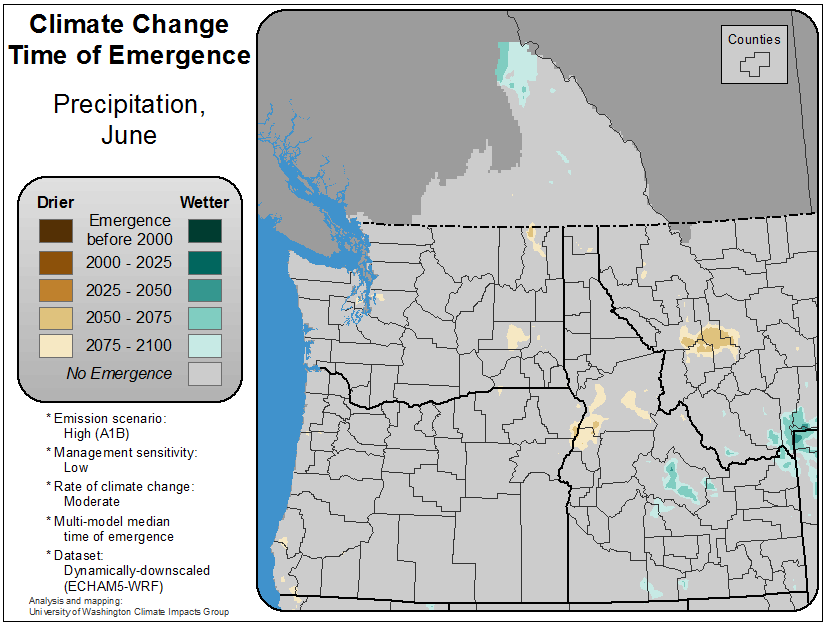 Climate Change
Time of Emergence
Precipitation,
June
Counties
Drier
Wetter
Emergence
before 2000
2000 - 2025
2025 - 2050
2050 - 2075
2075 - 2100
No Emergence
* Emission scenario:
High (A1B)
* Management sensitivity:
Low
* Rate of climate change:
Moderate
* Multi-model median
time of emergence
* Dataset:
Dynamically-downscaled
(ECHAM5-WRF)
Analysis and mapping:
University of Washington Climate Impacts Group